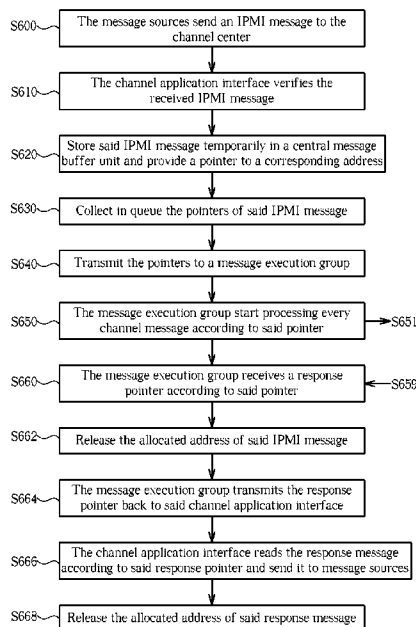 S600
The message sources send an IPMI message to the
channel center
S610
The channel application interface verifies the
received IPMI message
S620
Store said IPMI message temporarily in a central message
buffer unit and provide a pointer to a corresponding address
S630
Collect in queue the pointers of said IPMI message
S640
Transmit the pointers to a message execution group
S650
The message execution group start processing every
channel message according to said pointer
S651
S660
The message execution group receives a response
pointer according to said pointer
S659
S662
Release the allocated address of said IPMI message
S664
The message execution group transmits the response
pointer back to said channel application interface
S666
The channel application interface reads the response message
according to said response pointer and send it to message sources
S668
Release the allocated address of said response message